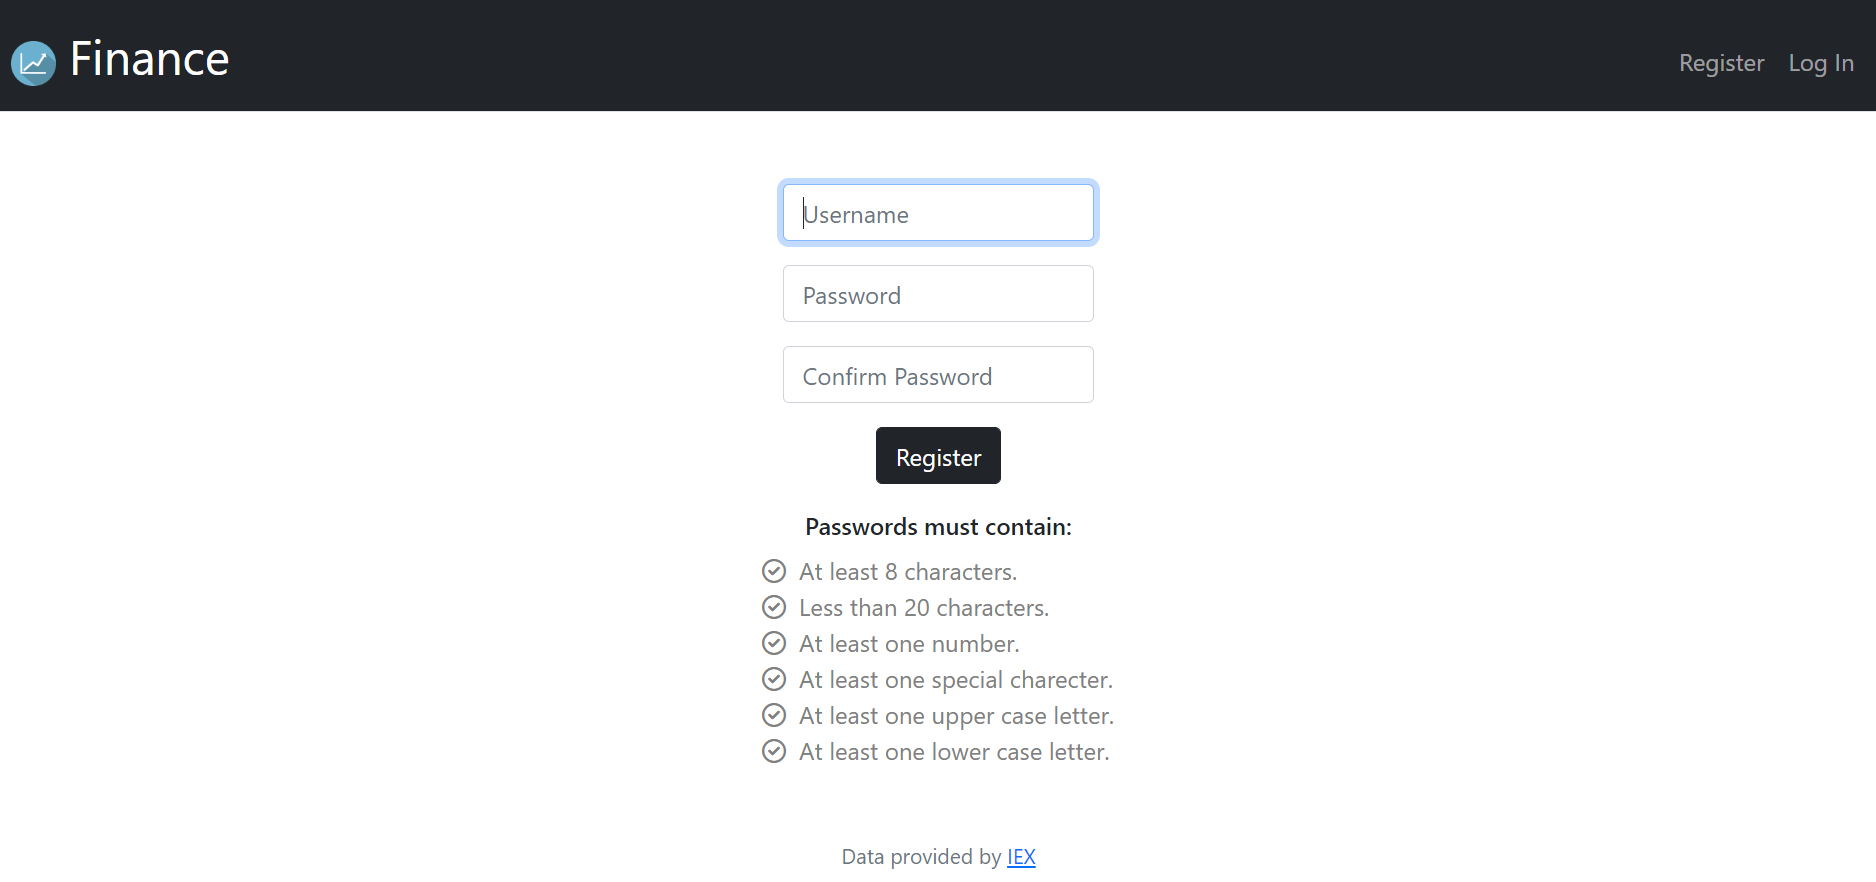 Finance
Register Log In
Username
Password
Confirm Password
Register
Passwords must contain:
At least 8 characters.
Less than 20 characters.
At least one number.
At least one special charecter.
At least one upper case letter.
At least one lower case letter.
Data provided by IEX